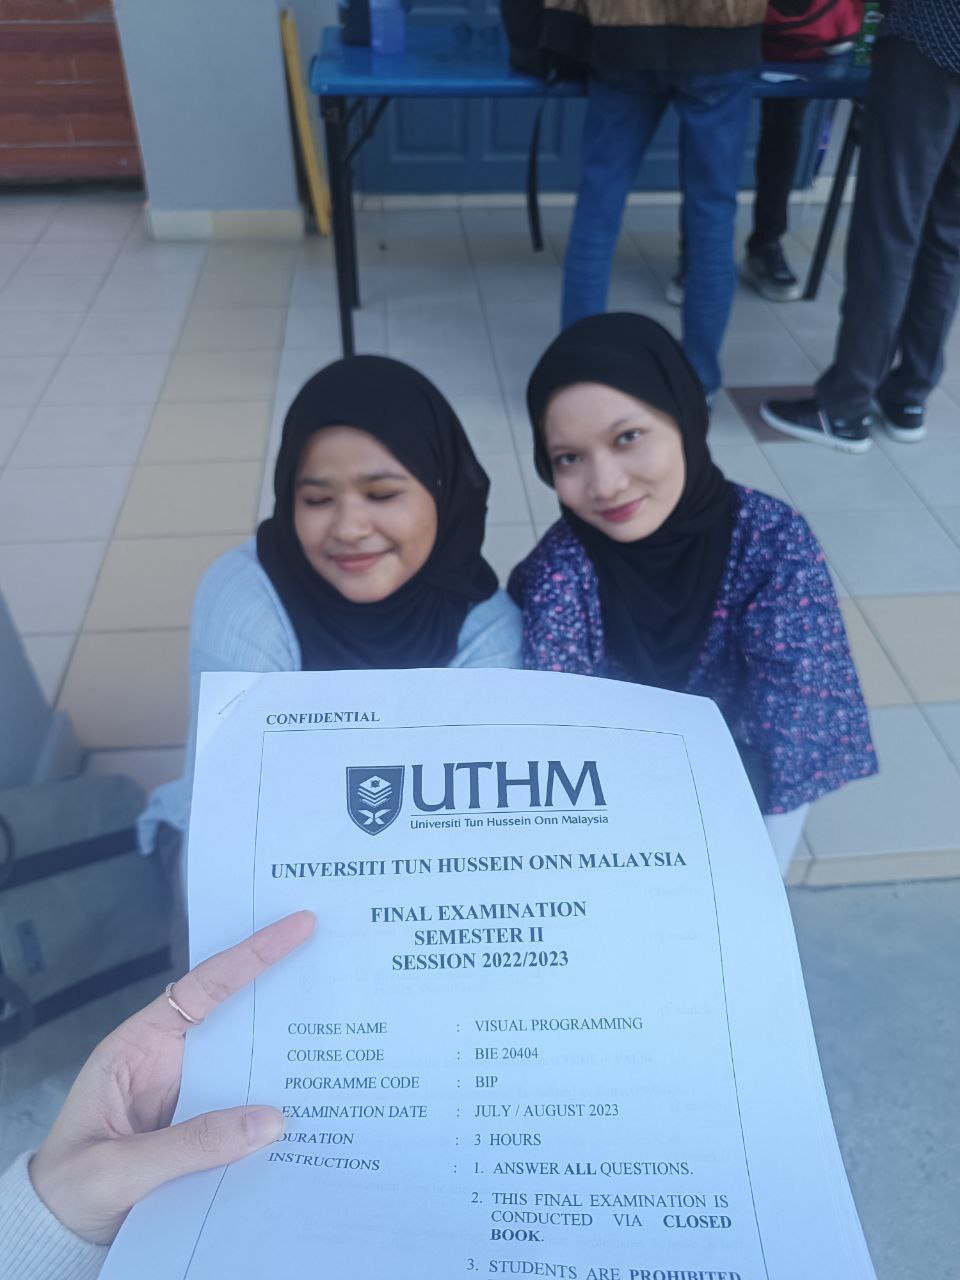 CONFIDENTIAL
UTHM
Universiti Tun Hussein Onn Malaysia
UNIVERSITI TUN HUSSEIN ONN MALAYSIA
FINAL EXAMINATION
SEMESTER II
SESSION 2022/2023
COURSE NAME : VISUAL PROGRAMMING
COURSE CODE : BIE 20404
PROGRAMME CODE : BIP
EXAMINATION DATE : JULY / AUGUST 2023
DURATION : 3 HOURS
INSTRUCTIONS : 1. ANSWER ALL QUESTIONS.
2. THIS FINAL EXAMINATION IS
CONDUCTED VIA CLOSED
BOOK.
3. STUDENTS ARE PROHIBITED